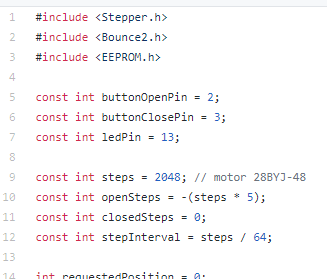 1 #include <Stepper.h>
2 #include <Bounce2.h>
3 #include <EEPROM.h>
4
5 const int buttonOpenPin = 2;
6 const int buttonClosePin = 3;
7 const int ledPin = 13;
8
9 const int steps = 2048; // motor 28BYJ-48
10 const int openSteps = -(steps * 5);
11 const int closedSteps = 0;
12 const int stepInterval = steps / 64;
13
14 int requestedPosition = 0;